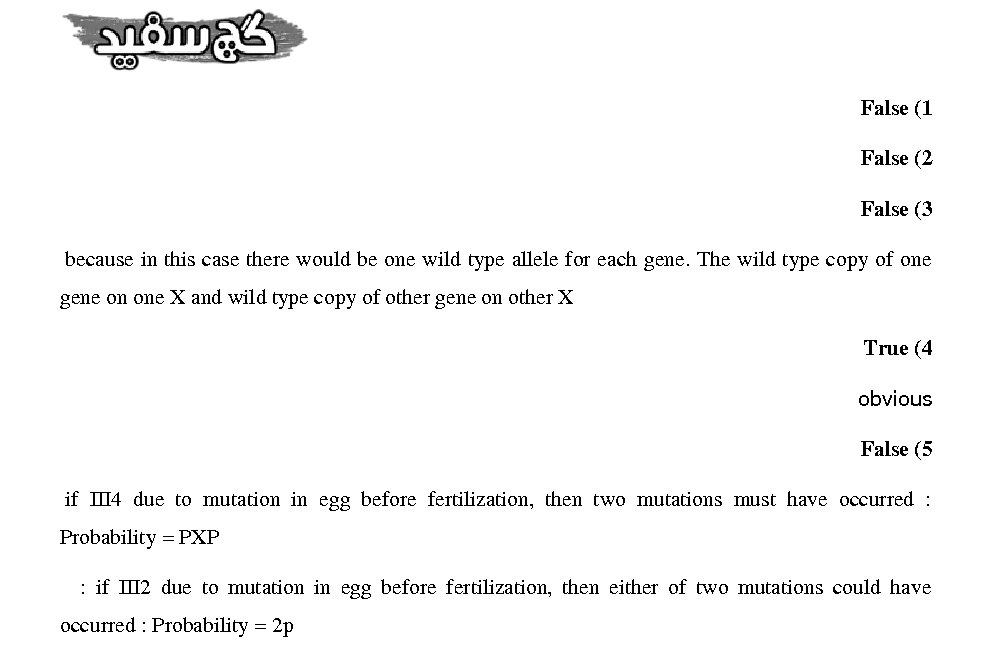 گچ سفید
False (1
False (2
False (3
because in this case there would be one wild type allele for each gene. The wild type copy of one
gene on one X and wild type copy of other gene on other X
True (4
obvious
False (5
if III4 due to mutation in egg before fertilization, then two mutations must have occurred :
Probability = PXP
: if III2 due to mutation in egg before fertilization, then either of two mutations could have
occurred : Probability = 2p